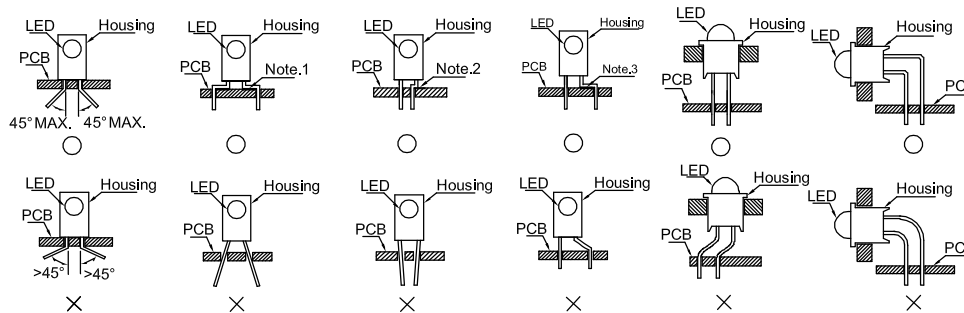 LED Housing
PCB
45°MAX. 45°MAX.
LED Housing
PCB Note.1
LED Housing
PCB Note.2
LED Housing
PCB Note.3
LED Housing
PCB
LED Housing
PC
LED Housing
PCB
>45° >45°
LED Housing
PCB
LED Housing
PCB
LED Housing
PCB
LED Housing
PCB
LED Housing
PC